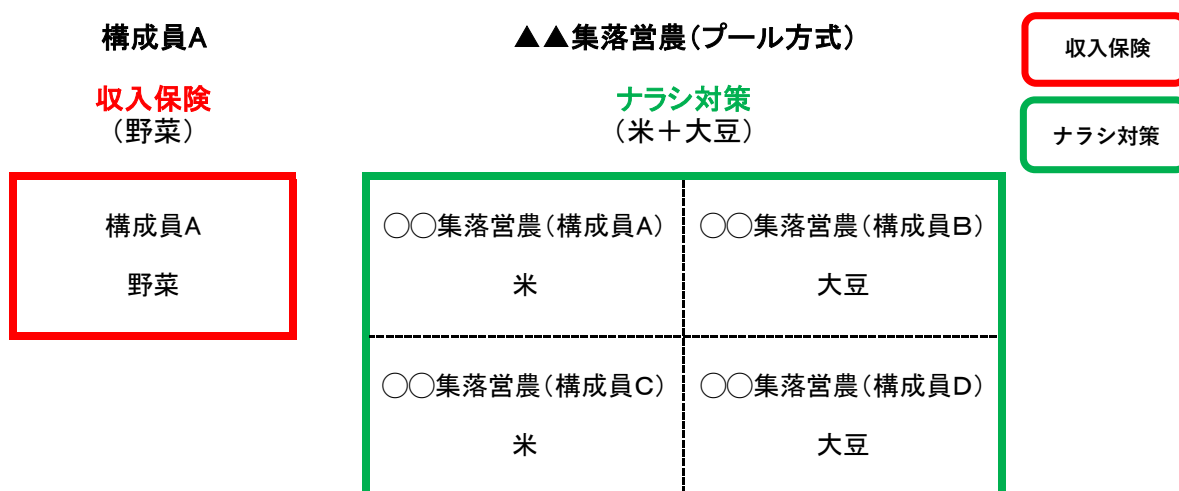 構成員A
収入保険
（野菜）
構成員A
野菜
▲▲集落営農（プール方式）
ナラシ対策
（米＋大豆）
○○集落営農（構成員A）
米
○○集落営農（構成員B）
大豆
○○集落営農（構成員C）
米
○○集落営農（構成員D）
大豆
収入保険
ナラシ対策